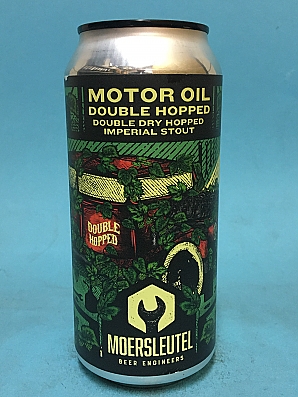 MOTOR OIL
DOUBLE HOPPED
DOUBLE DRY HOPPED
IMPERIAL STOUT
DOUBLE
HOPPED
MOERSLEUTEL
BEER ENGINEERS